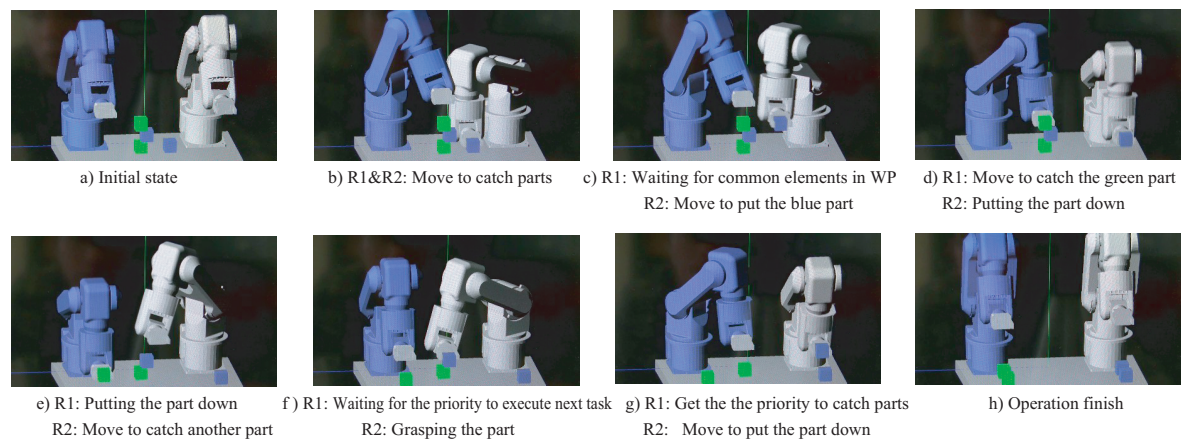 a) Initial state
b) R1&R2: Move to catch parts
c) R1: Waiting for common elements in WP
R2: Move to put the blue part
d) R1: Move to catch the green part
R2: Putting the part down
e) R1: Putting the part down
R2: Move to catch another part
f ) R1: Waiting for the priority to execute next task
R2: Grasping the part
g) R1: Get the the priority to catch parts
R2: Move to put the part down
h) Operation finish